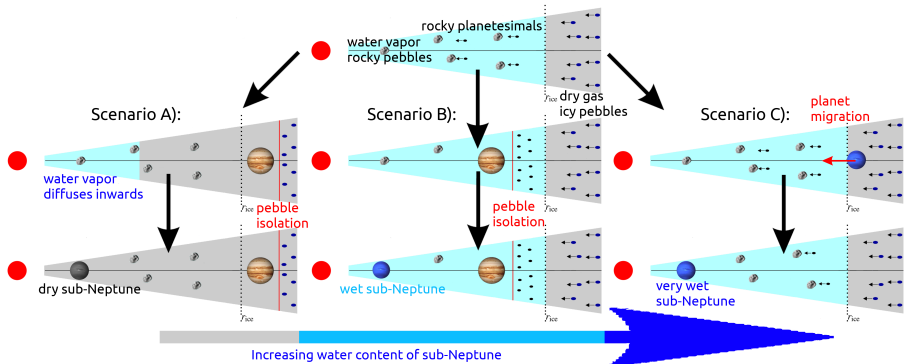 rocky planetesimals
water vapor
rocky pebbles
r_ice
dry gas
icy pebbles
Scenario A):
Scenario B):
Scenario C):
planet
migration
water vapor
diffuses inwards
r_ice
pebble
isolation
pebble
isolation
r_ice
r_ice
dry sub-Neptune
wet sub-Neptune
very wet
sub-Neptune
r_ice
r_ice
r_ice
Increasing water content of sub-Neptune